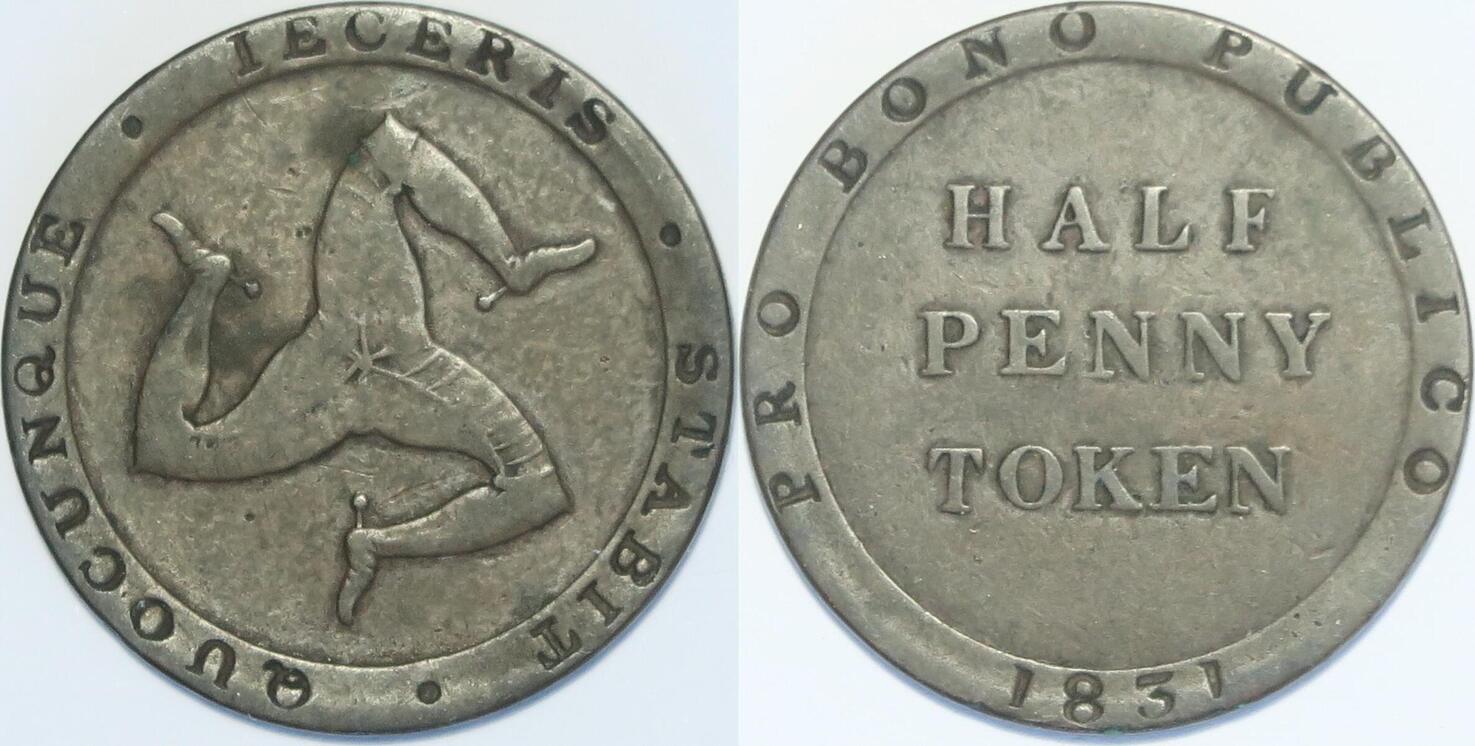 QUOCUNQUE · IECERIS · STABIT ·
PRO BONO PUBLICO
HALF
PENNY
TOKEN
1831